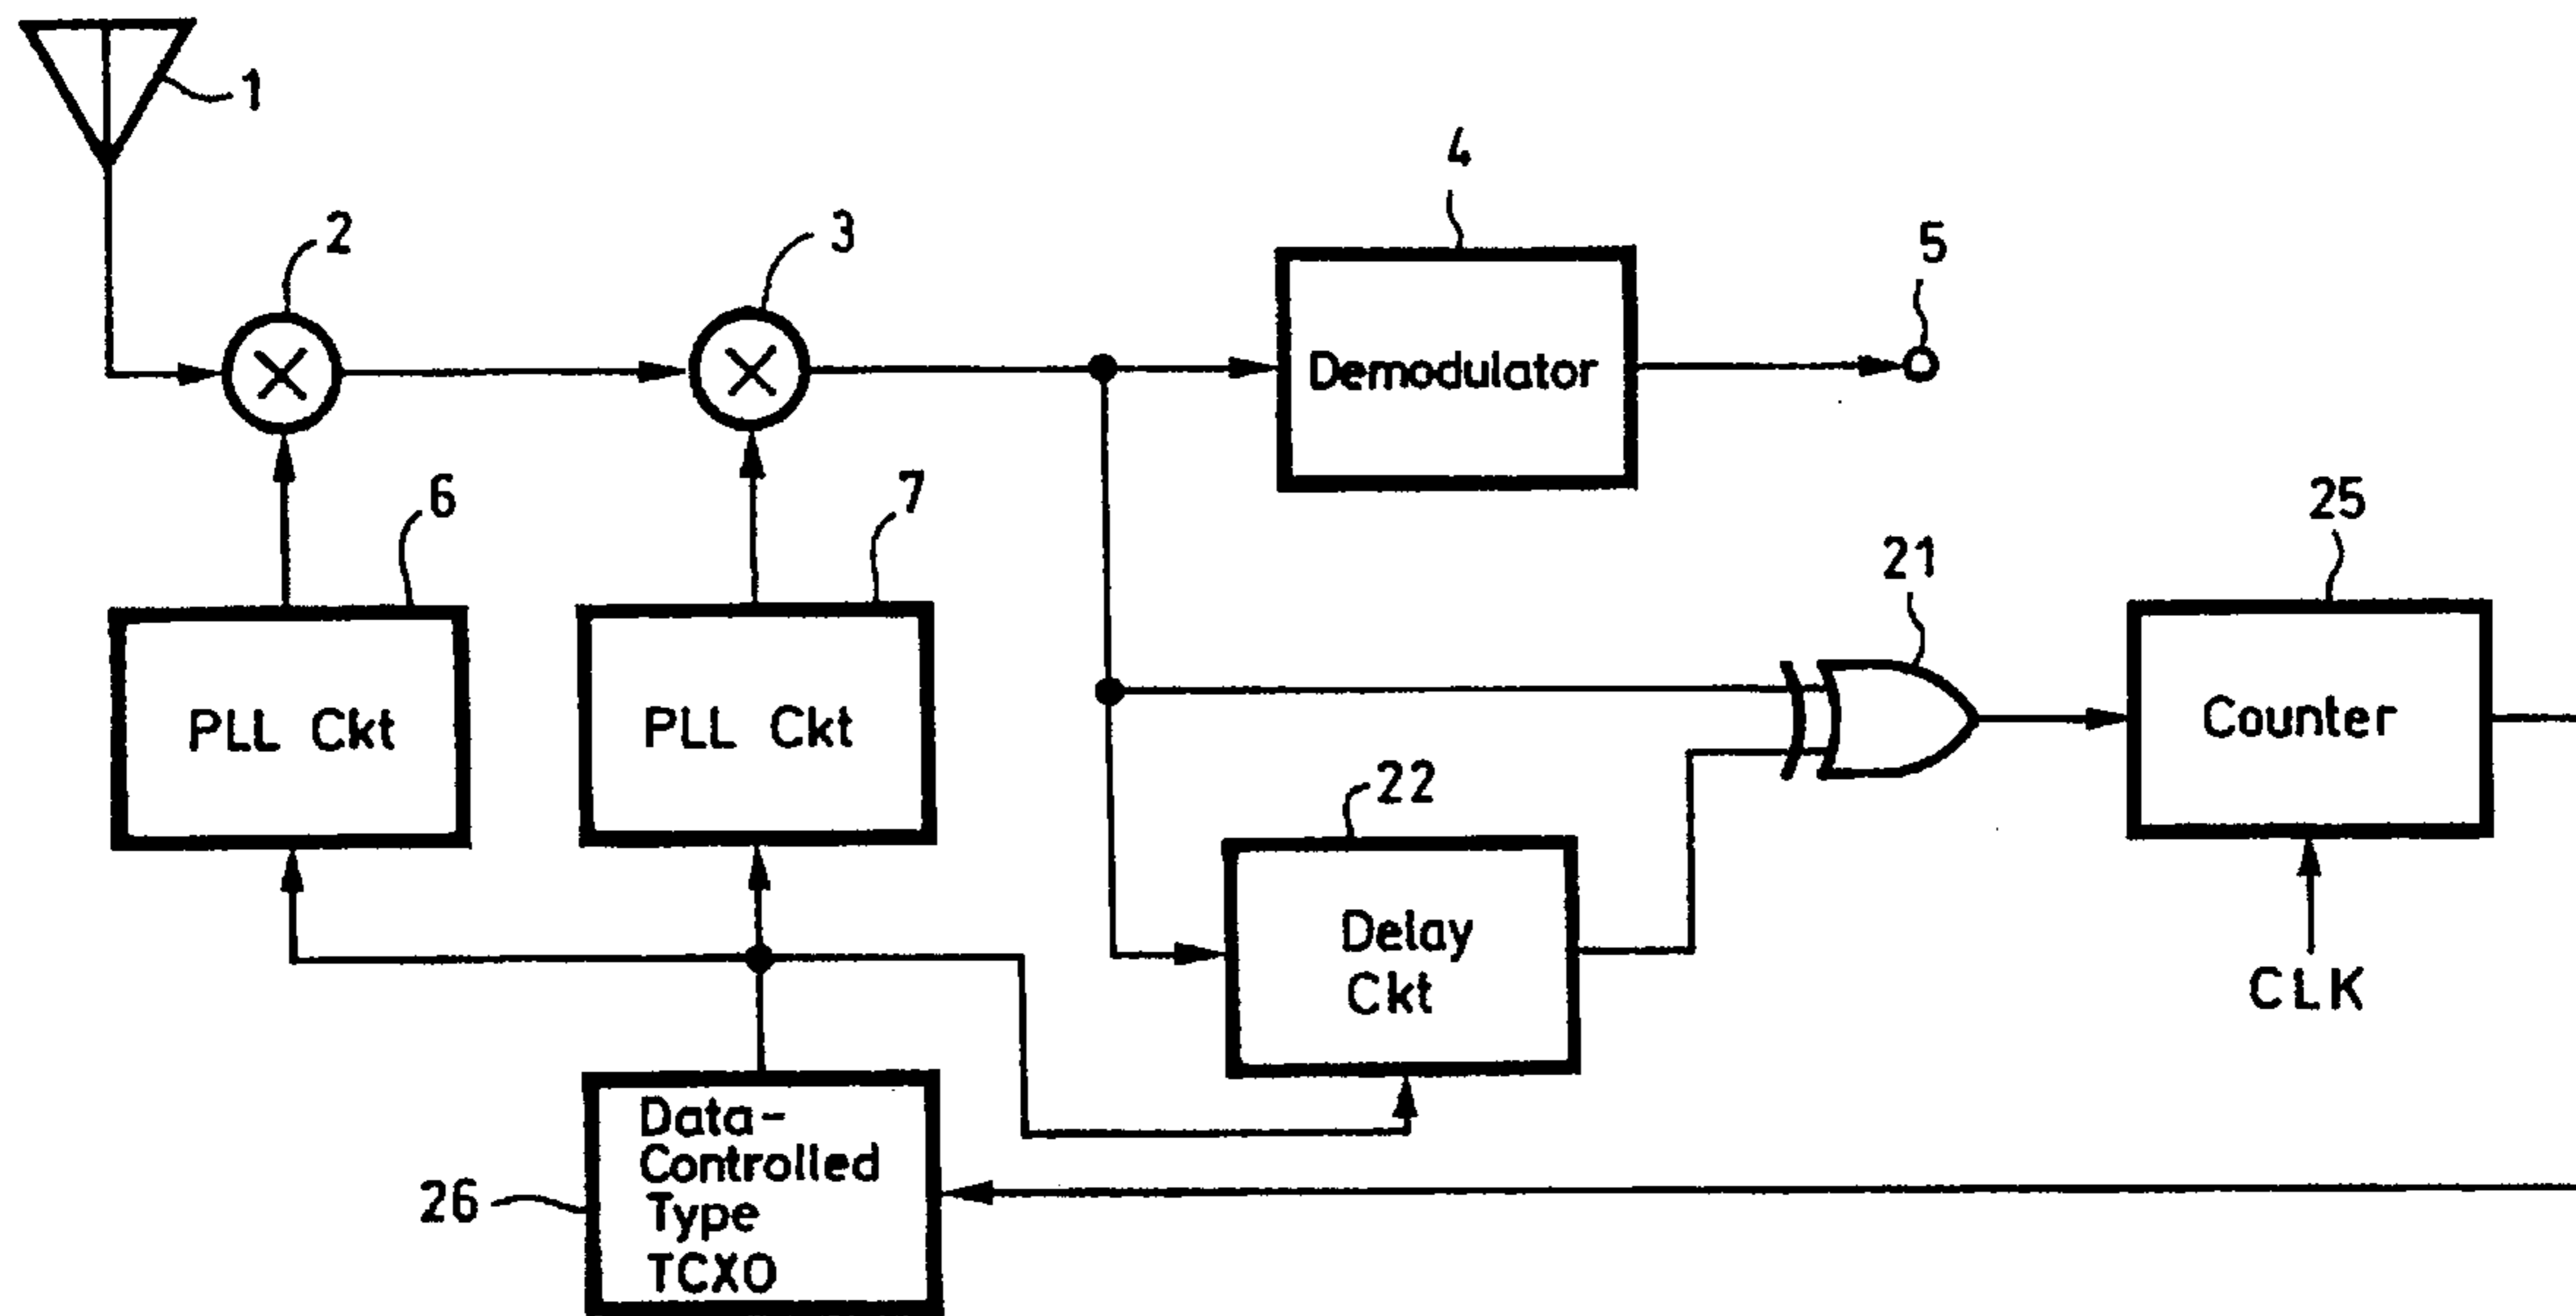 1
2
3
4
5
Demodulator
6
7
25
21
PLL Ckt
PLL Ckt
Counter
22
Delay
Ckt
CLK
Data-
Controlled
Type
TCXO
26